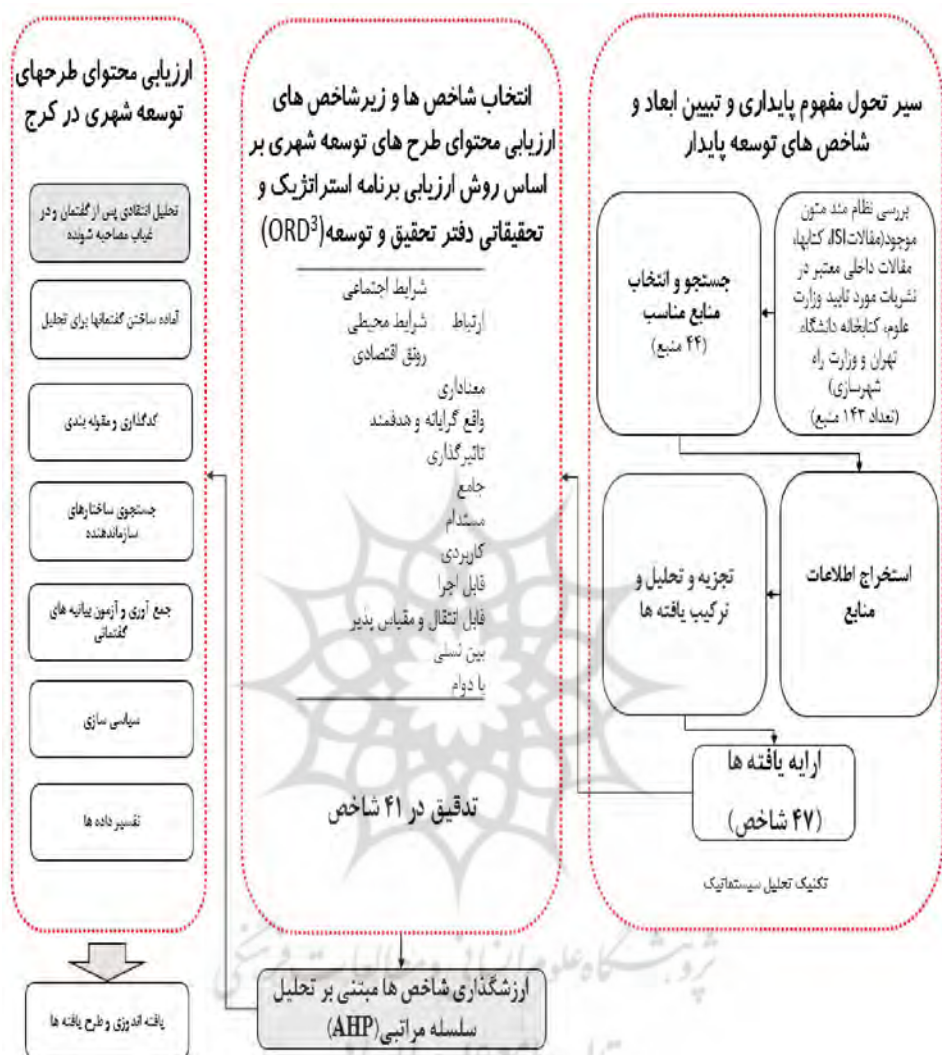 سیر تحول مفهوم پایداری و تبیین ابعاد و
شاخص های توسعه پایدار
بررسی نظام مند متون
موجود(مقالاتISI، کتابها،
مقالات داخلی معتبر در
نشریات مورد تایید وزارت
علوم، کتابخانه دانشگاه
تهران و وزارت راه
شهرسازی)
(تعداد ۱۴۳ منبع)
جستجو و انتخاب
منابع مناسب
(۴۴ منبع)
استخراج اطلاعات
منابع
تجزیه و تحلیل و
ترکیب یافته ها
ارایه یافته ها
(۴۷ شاخص)
تکنیک تحلیل سیستماتیک
انتخاب شاخص ها و زیرشاخص های
ارزیابی محتوای طرح های توسعه شهری بر
اساس روش ارزیابی برنامه استراتژیک و
تحقیقاتی دفتر تحقیق و توسعه(ORD³)
شرایط اجتماعی
ارتباط شرایط محیطی
رونق اقتصادی
معناداری
واقع گرایانه و هدفمند
تاثیرگذاری
جامع
مستدام
کاربردی
قابل اجرا
قابل انتقال و مقیاس پذیر
بین نسلی
با دوام
تدقیق در ۴۱ شاخص
ارزشگذاری شاخص ها مبتنی بر تحلیل
سلسله مراتبی(AHP)
ارزیابی محتوای طرحهای
توسعه شهری در کرج
تحلیل انتقادی پس از گفتمان و در
غیاب مصاحبه شونده
آماده ساختن گفتمانها برای تحلیل
کدگذاری و مقوله بندی
جستجوی ساختارهای
سازماندهنده
جمع آوری و آزمون بیانیه های
گفتمانی
سیاسی سازی
تفسیر داده ها
یافته اندوزی و طرح یافته ها
پژوهشگاه علوم انسانی و مطالعات فرهنگی